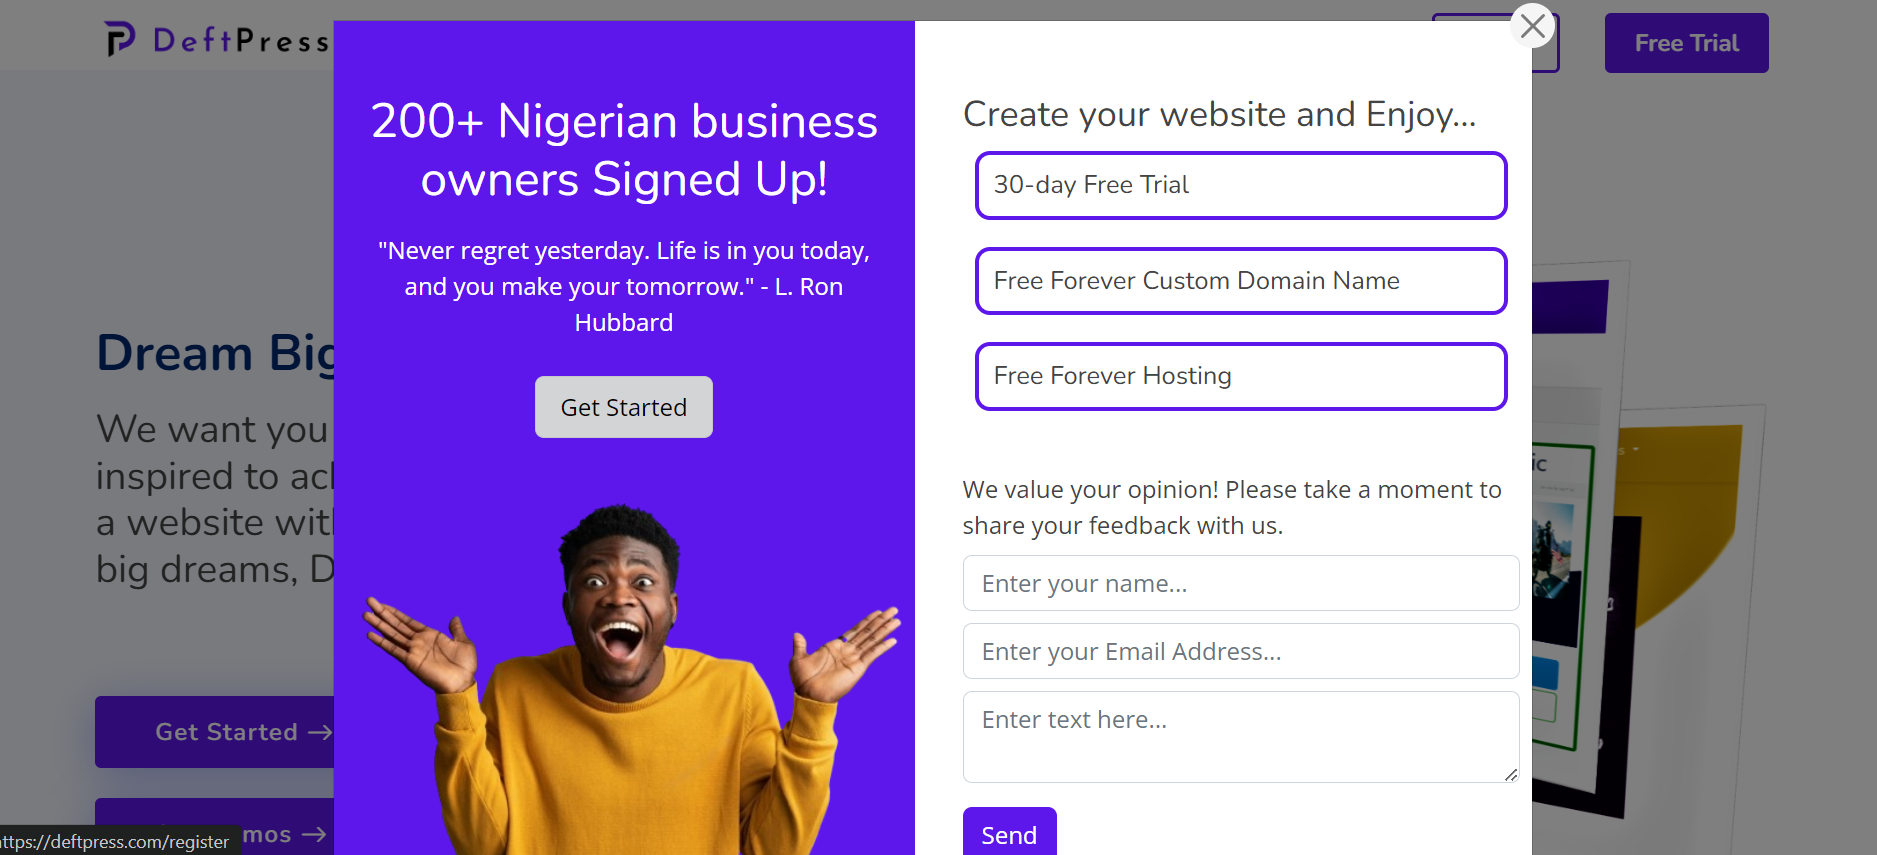 DeftPress
Free Trial
200+ Nigerian business
owners Signed Up!
"Never regret yesterday. Life is in you today,
and you make your tomorrow." - L. Ron
Hubbard
Get Started
Create your website and Enjoy...
30-day Free Trial
Free Forever Custom Domain Name
Free Forever Hosting
We value your opinion! Please take a moment to
share your feedback with us.
Enter your name...
Enter your Email Address...
Enter text here...
Send
Dream Big
We want you
inspired to
a website
big dreams,
Get Started →
https://deftpress.com/register